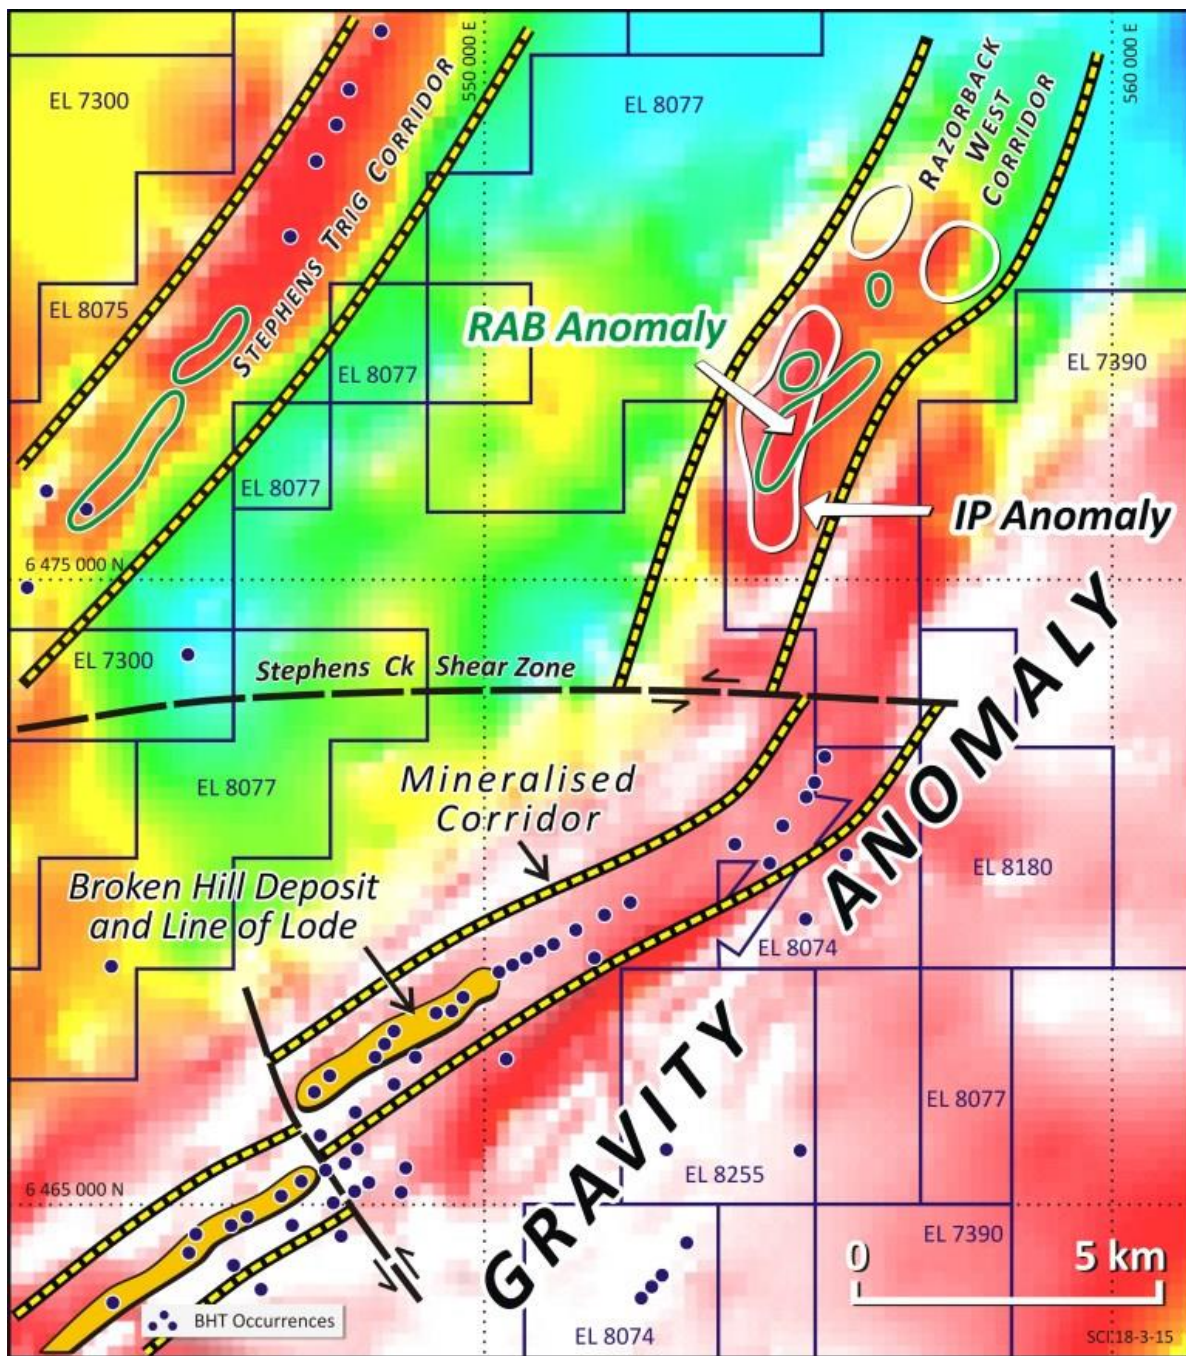 EL 7300
STEPHENS TRIG CORRIDOR
550 000 E
EL 8077
RAZORBACK
WEST
CORRIDOR
560 000 E
EL 8075
RAB Anomaly
EL 8077
EL 7390
EL 8077
IP Anomaly
6 475 000 N
EL 7300
Stephens Ck Shear Zone
GRAVITY ANOMALY
EL 8077
Mineralised
Corridor
Broken Hill Deposit
and Line of Lode
EL 8180
EL 8074
EL 8077
EL 8255
6 465 000 N
EL 7390
0 5 km
BHT Occurrences
EL 8074
SCI 18-3-15